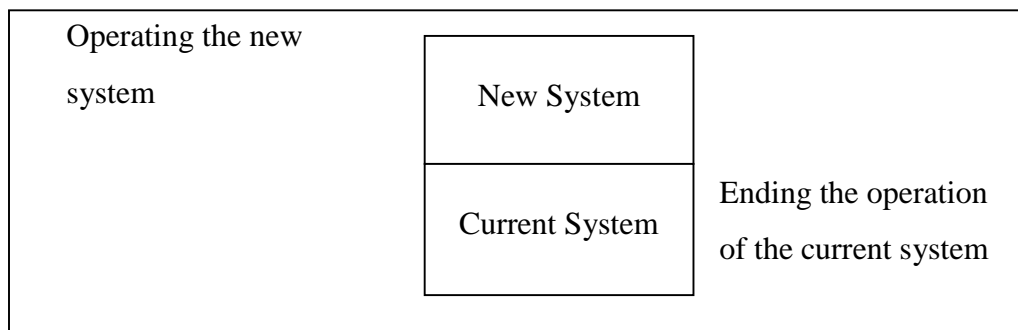 Operating the new
system
New System
Current System
Ending the operation
of the current system